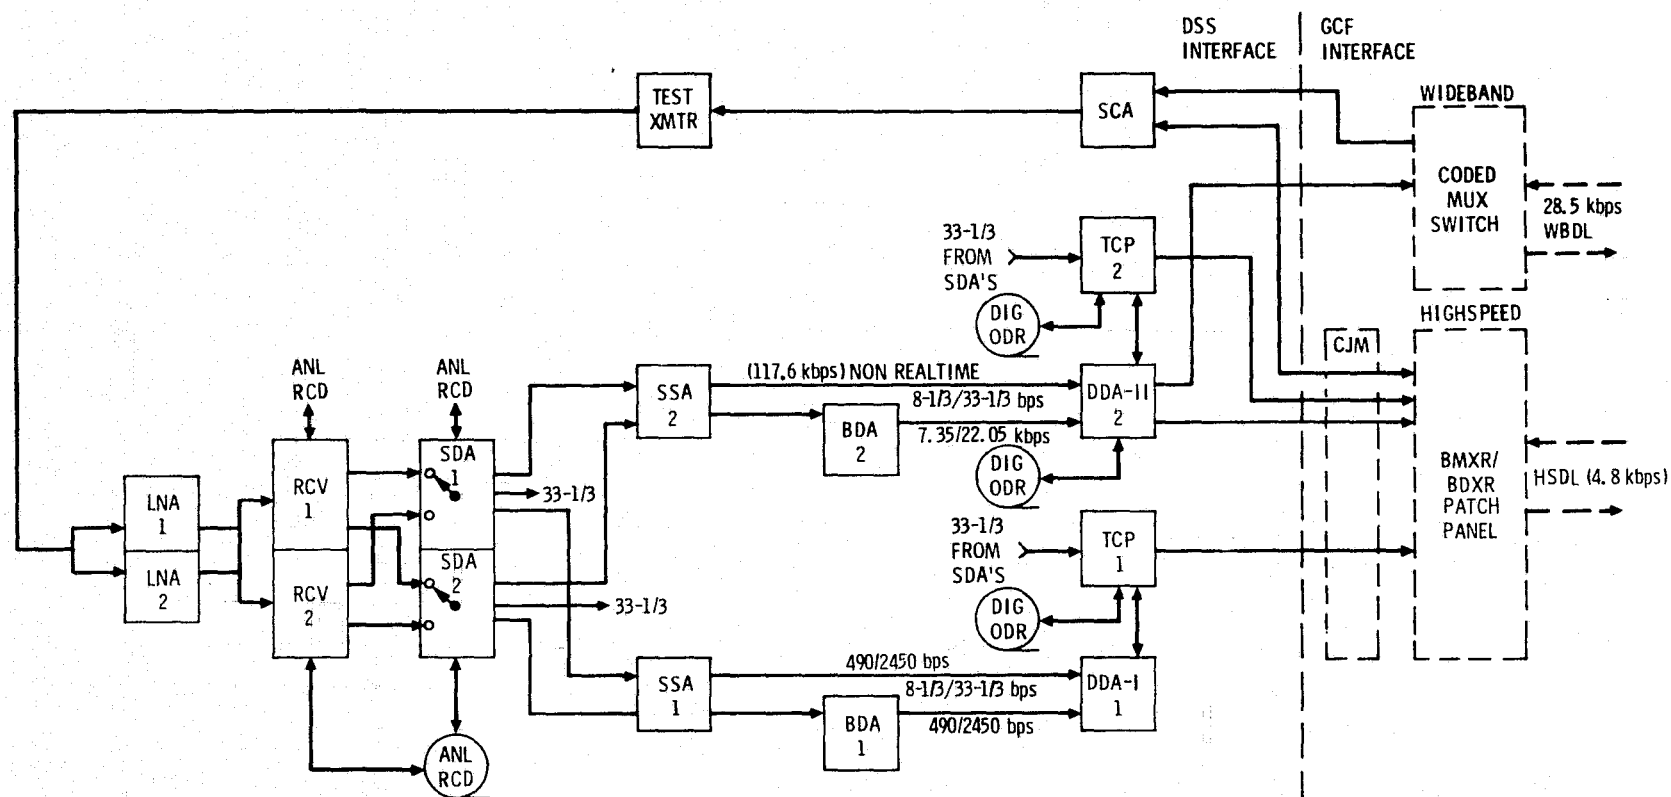 DSS
INTERFACE
GCF
INTERFACE
TEST
XMTR
SCA
WIDEBAND
CODED
MUX
SWITCH
28.5 kbps
WBDL
33-1/3
FROM
SDA'S
TCP
2
DIG
ODR
HIGHSPEED
CJM
ANL
RCD
ANL
RCD
SSA
2
(117.6 kbps) NON REALTIME
8-1/3/33-1/3 bps
BDA
2
7.35/22.05 kbps
DDA-II
2
DIG
ODR
BMXR/
BDXR
PATCH
PANEL
HSDL (4.8 kbps)
LNA
1
LNA
2
RCV
1
RCV
2
SDA
1
33-1/3
SDA
2
33-1/3
33-1/3
FROM
SDA'S
TCP
1
DIG
ODR
SSA
1
490/2450 bps
8-1/3/33-1/3 bps
BDA
1
490/2450 bps
DDA-I
1
ANL
RCD